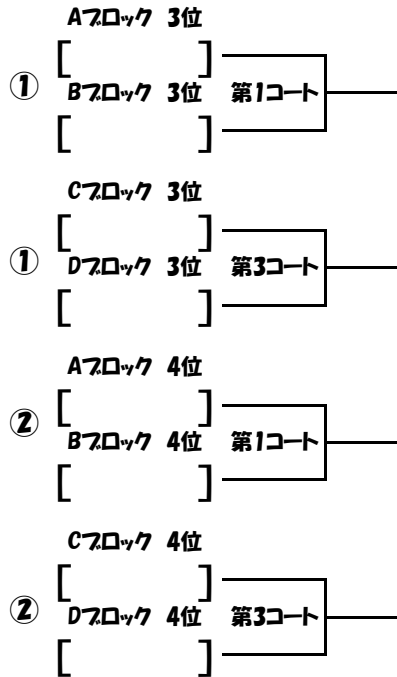 Aブロック 3位
[ ]
① Bブロック 3位 第1コート
[ ]
Cブロック 3位
[ ]
① Dブロック 3位 第3コート
[ ]
Aブロック 4位
[ ]
② Bブロック 4位 第1コート
[ ]
Cブロック 4位
[ ]
② Dブロック 4位 第3コート
[ ]